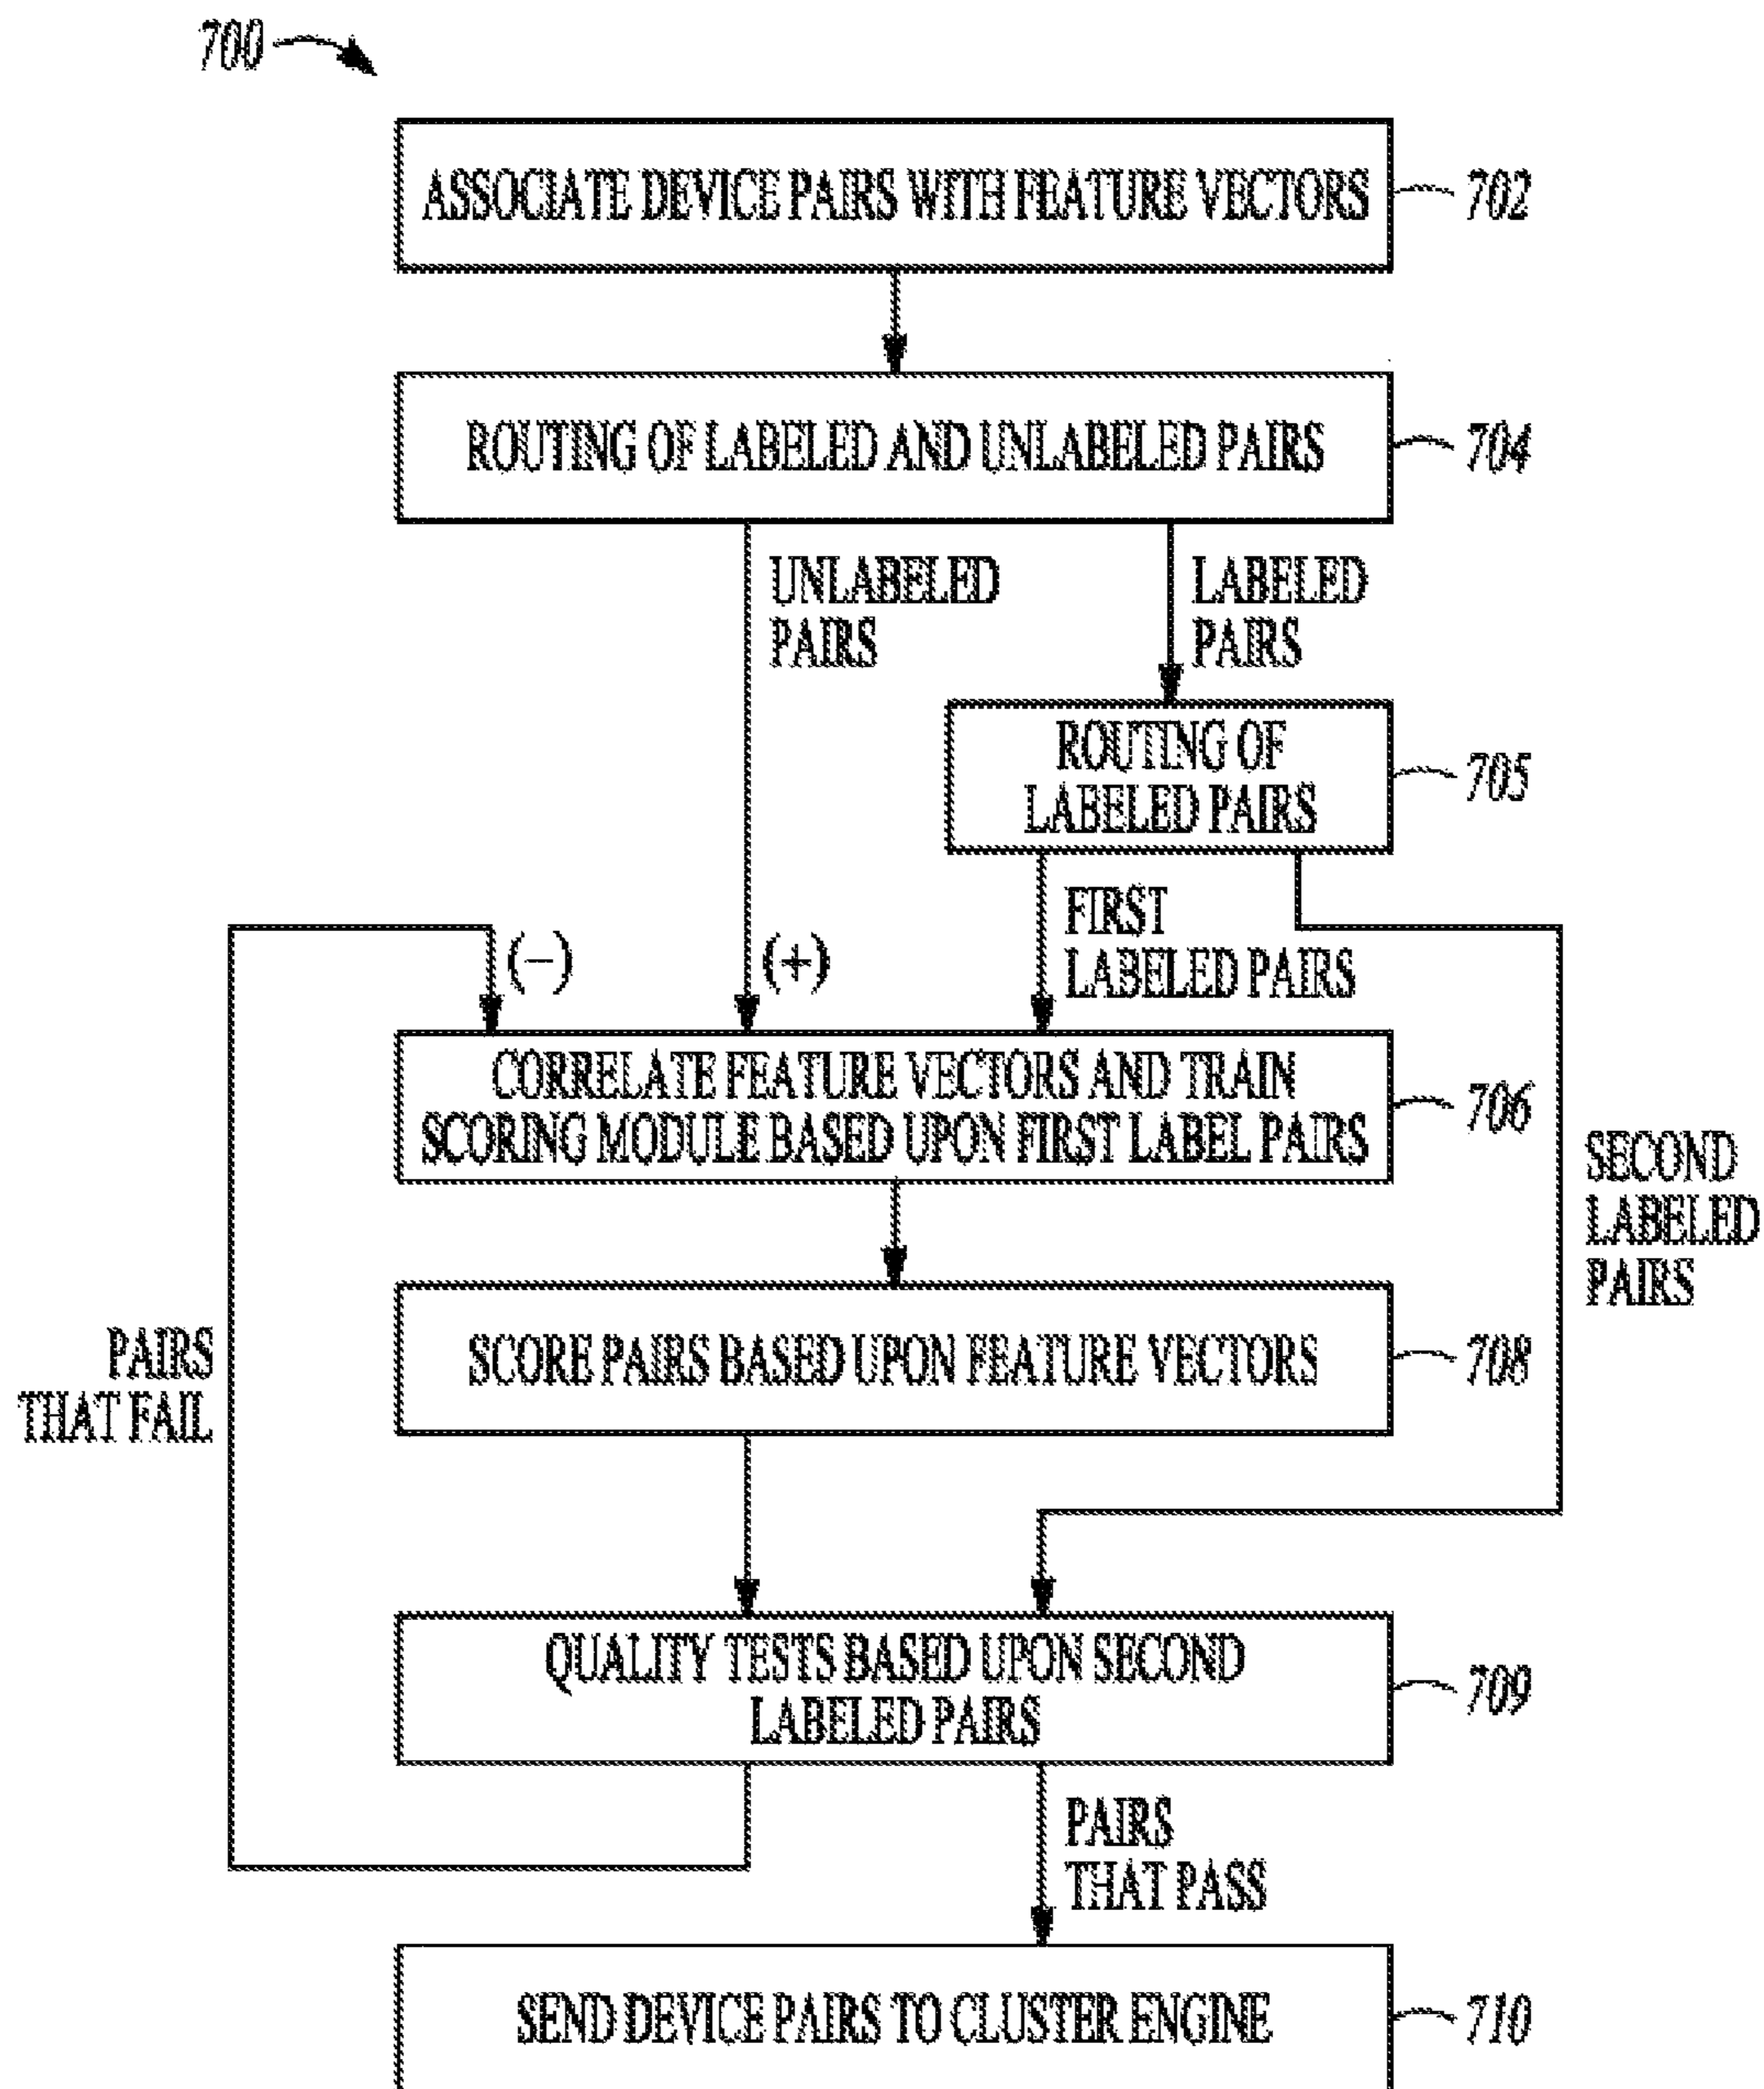 700
ASSOCIATE DEVICE PAIRS WITH FEATURE VECTORS
702
ROUTING OF LABELED AND UNLABELED PAIRS
704
UNLABELED
PAIRS
LABELED
PAIRS
ROUTING OF
LABELED PAIRS
705
(-)
(+)
FIRST
LABELED PAIRS
CORRELATE FEATURE VECTORS AND TRAIN
SCORING MODULE BASED UPON FIRST LABEL PAIRS
706
SECOND
LABELED
PAIRS
SCORE PAIRS BASED UPON FEATURE VECTORS
708
PAIRS
THAT FAIL
QUALITY TESTS BASED UPON SECOND
LABELED PAIRS
709
PAIRS
THAT PASS
SEND DEVICE PAIRS TO CLUSTER ENGINE
710